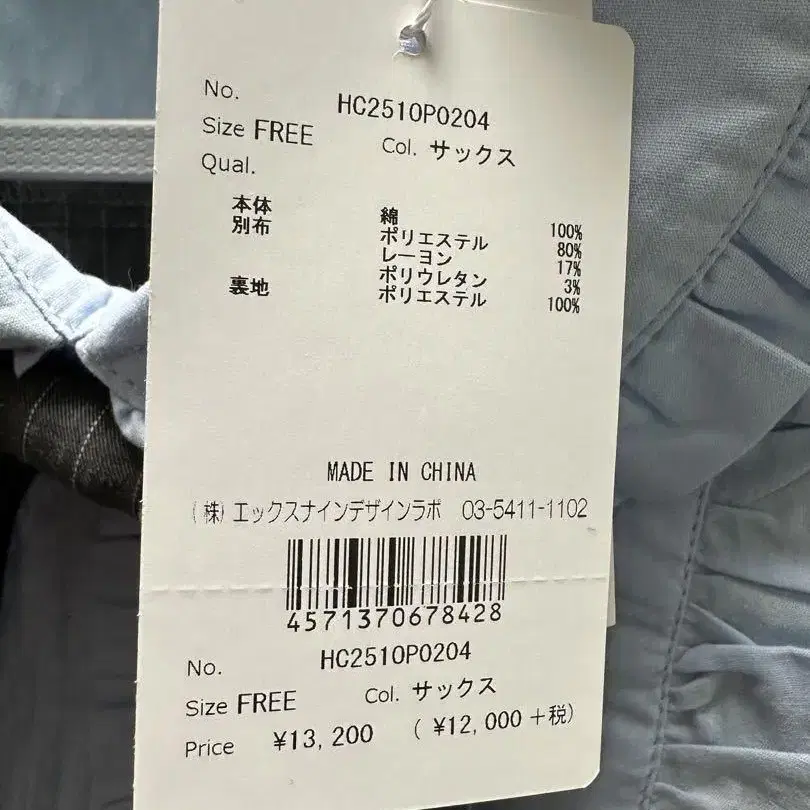 No. HC2510P0204
Size FREE Col. サックス
Qual.
本体 綿 100%
別布 ポリエステル 80%
レーヨン 17%
ポリウレタン 3%
裏地 ポリエステル 100%
MADE IN CHINA
(株)エックスナインデザインラボ 03-5411-1102
4571370678428
No. HC2510P0204
Size FREE Col. サックス
Price ¥13,200 (¥12,000+税)